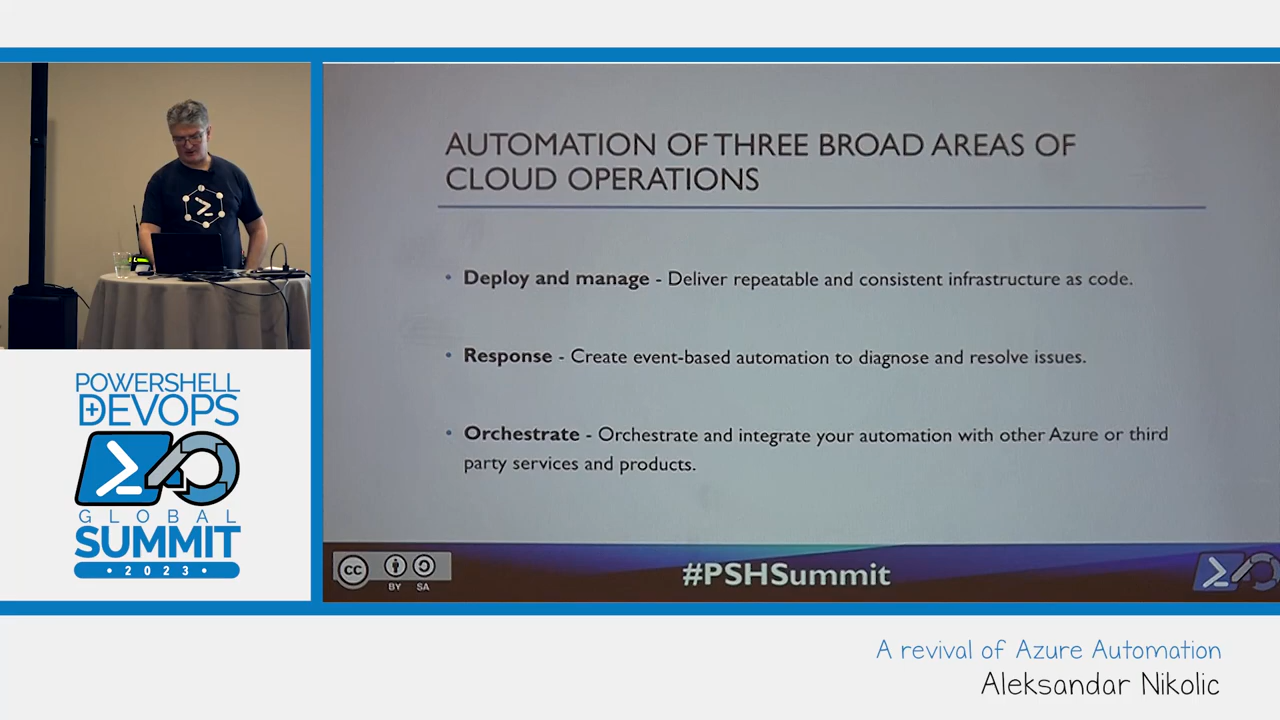 AUTOMATION OF THREE BROAD AREAS OF
CLOUD OPERATIONS
• Deploy and manage - Deliver repeatable and consistent infrastructure as code.
• Response - Create event-based automation to diagnose and resolve issues.
• Orchestrate - Orchestrate and integrate your automation with other Azure or third
party services and products.
CC BY SA
#PSHSummit
POWERSHELL
+DEVOPS
GLOBAL
SUMMIT
• 2023 •
A revival of Azure Automation
Aleksandar Nikolic